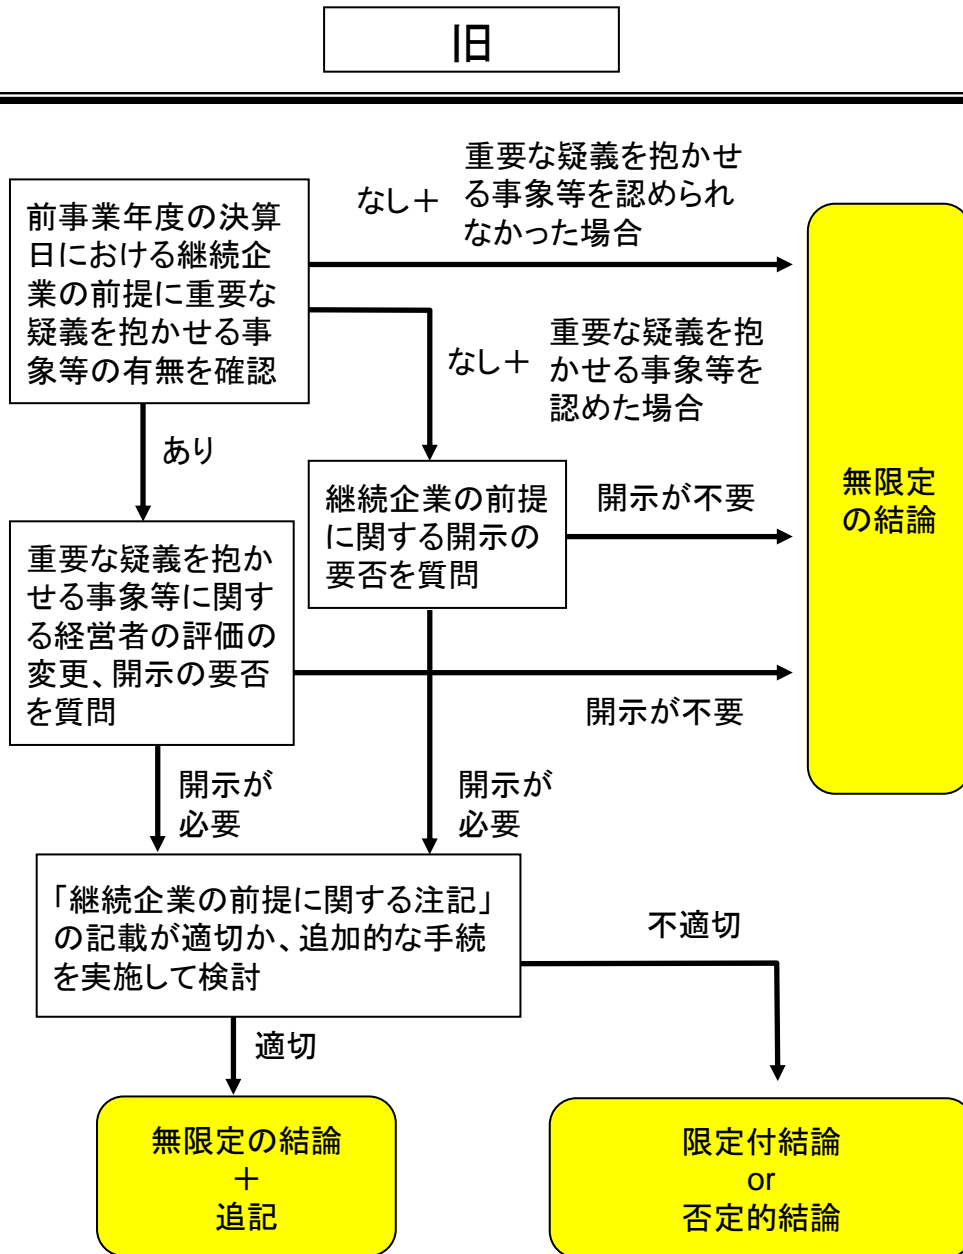 旧
重要な疑義を抱かせ
る事象等を認められ
なかった場合
なし＋
前事業年度の決算
日における継続企
業の前提に重要な
疑義を抱かせる事
象等の有無を確認
なし＋
重要な疑義を抱
かせる事象等を
認めた場合
あり
無限定
の結論
継続企業の前提
に関する開示の
要否を質問
開示が不要
重要な疑義を抱か
せる事象等に関す
る経営者の評価の
変更、開示の要否
を質問
開示が不要
開示が
必要
開示が
必要
「継続企業の前提に関する注記」
の記載が適切か、追加的な手続
を実施して検討
不適切
適切
無限定の結論
＋
追記
限定付結論
or
否定的結論